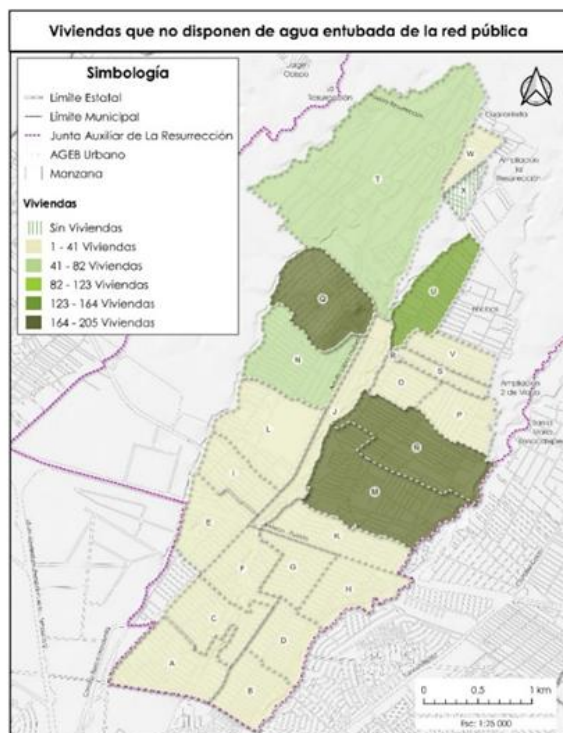 Viviendas que no disponen de agua entubada de la red pública
Simbología
Límite Estatal
Límite Municipal
Junta Auxiliar de La Resurrección
AGEB Urbano
Manzana
Viviendas
Sin Viviendas
1 - 41 Viviendas
41 - 82 Viviendas
82 - 123 Viviendas
123 - 164 Viviendas
164 - 205 Viviendas
La
Resurrección
Ampliación
la
Resurrección
T
W
X
Q
U
N
V
S
R
O
Ampliación
2 de Marzo
P
J
L
M
I
E
K
F
G
H
C
D
A
B
0 0.5 1 km
Esc: 1:25 000